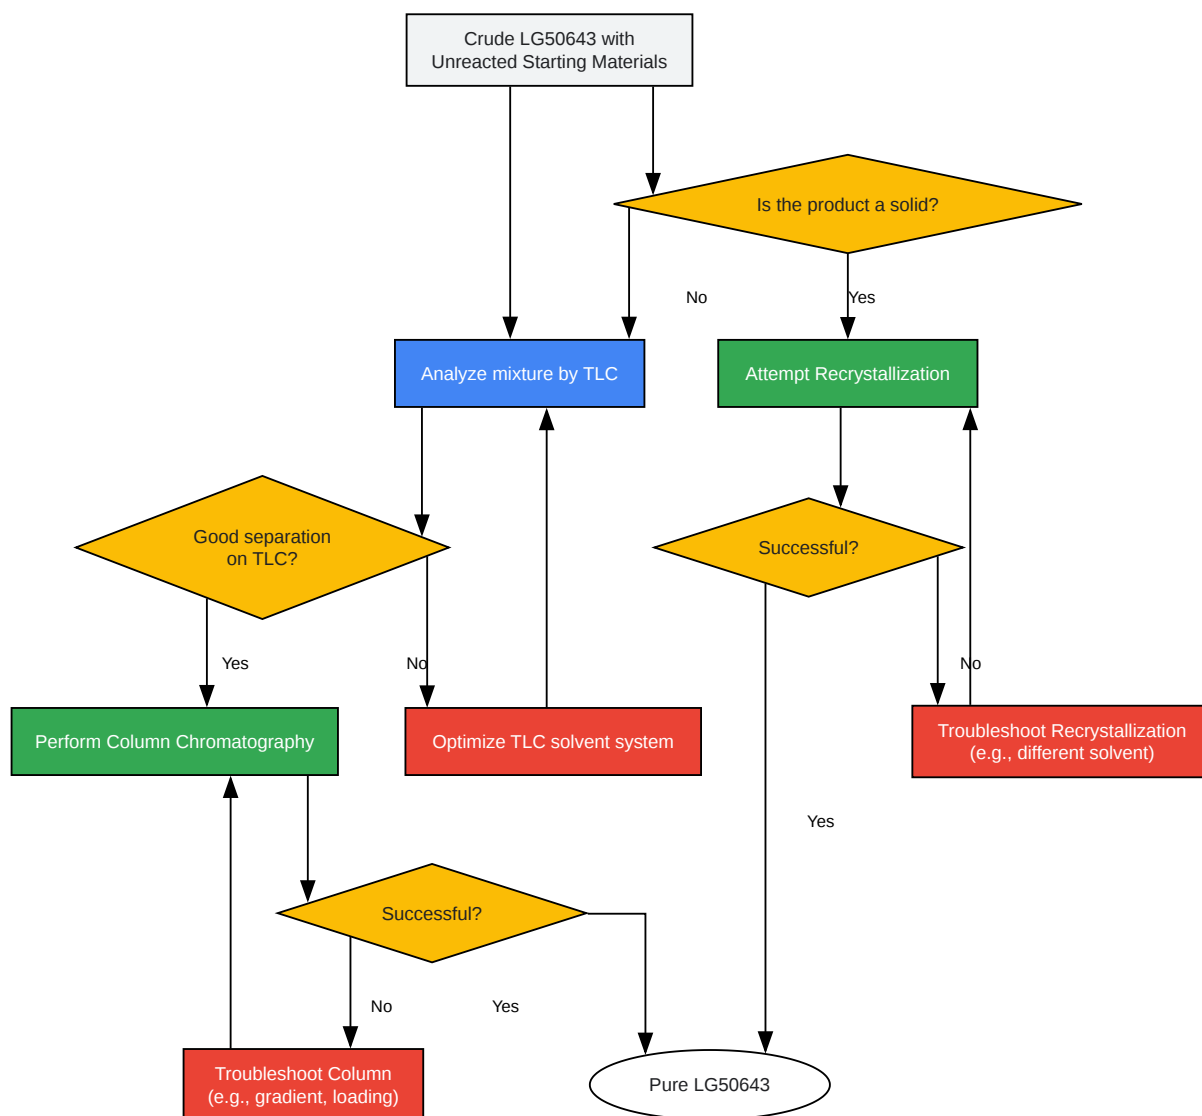 Crude LG50643 with
Unreacted Starting Materials
Is the product a solid?
No
Yes
Analyze mixture by TLC
Attempt Recrystallization
Good separation
on TLC?
Successful?
Yes
No
No
Perform Column Chromatography
Optimize TLC solvent system
Troubleshoot Recrystallization
(e.g., different solvent)
Yes
Successful?
No
Yes
Troubleshoot Column
(e.g., gradient, loading)
Pure LG50643